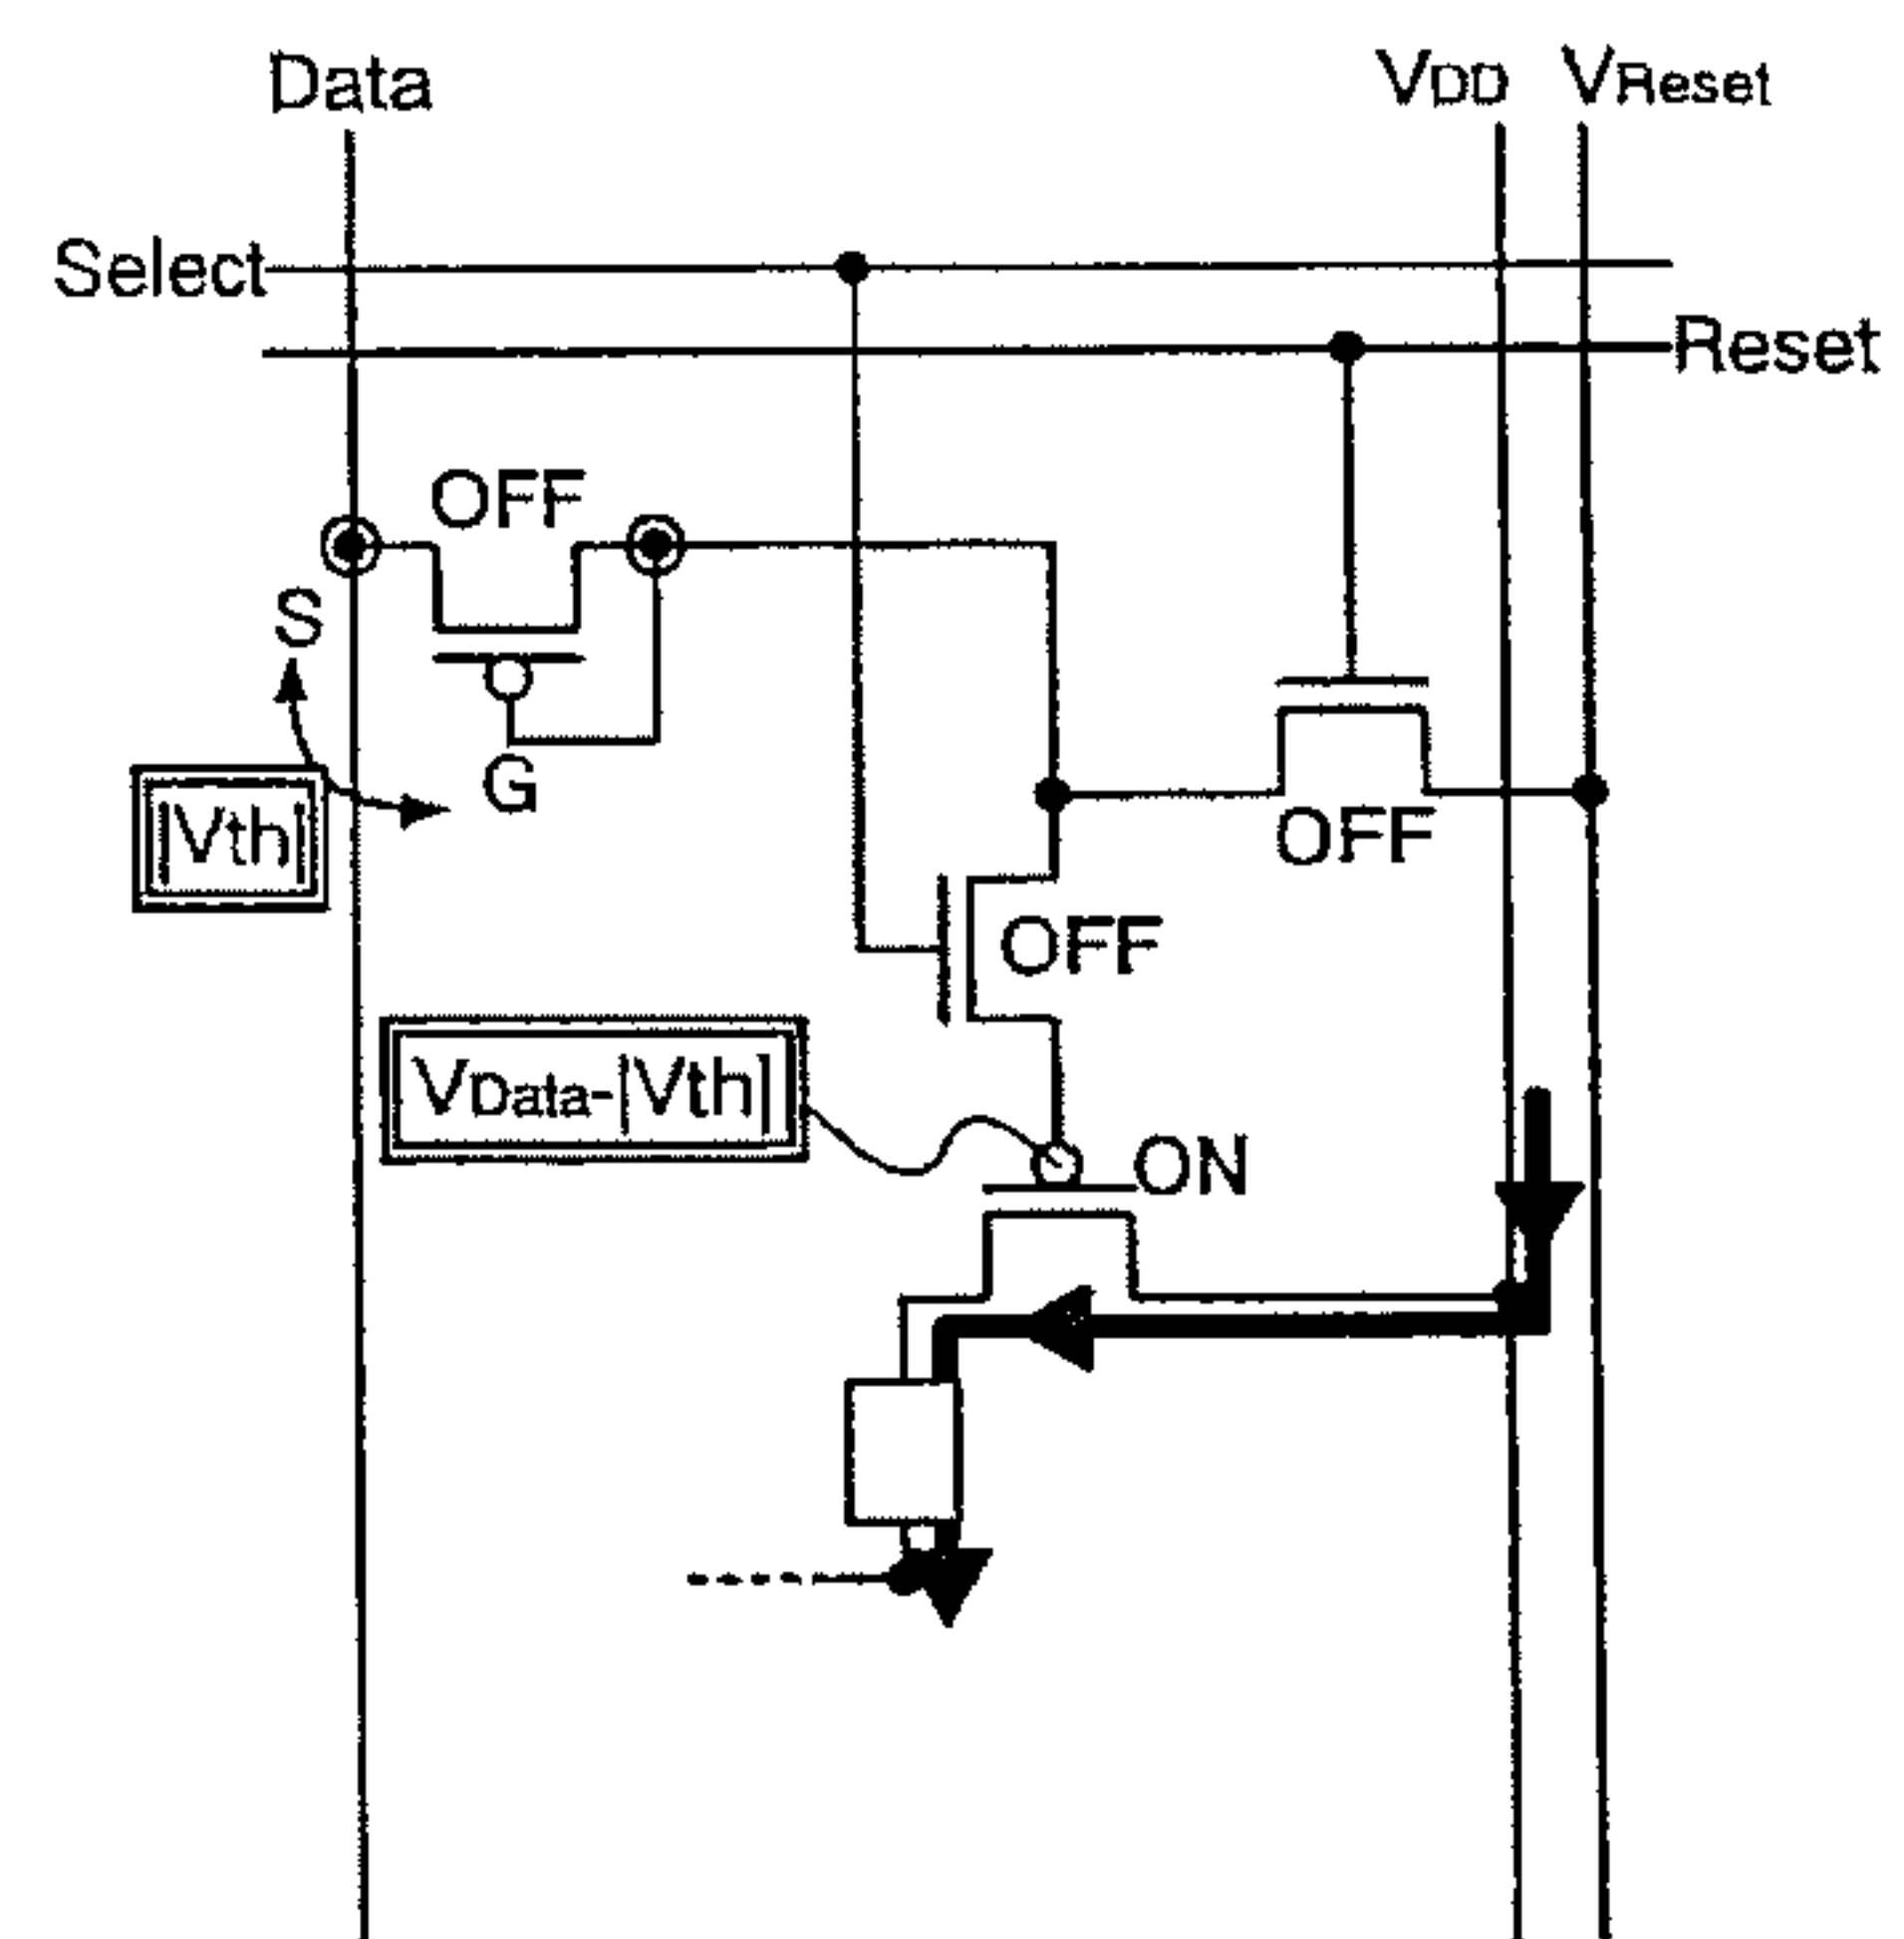 Data
VDD
VReset
Select
Reset
OFF
S
G
|Vth|
OFF
OFF
VData-|Vth|
ON